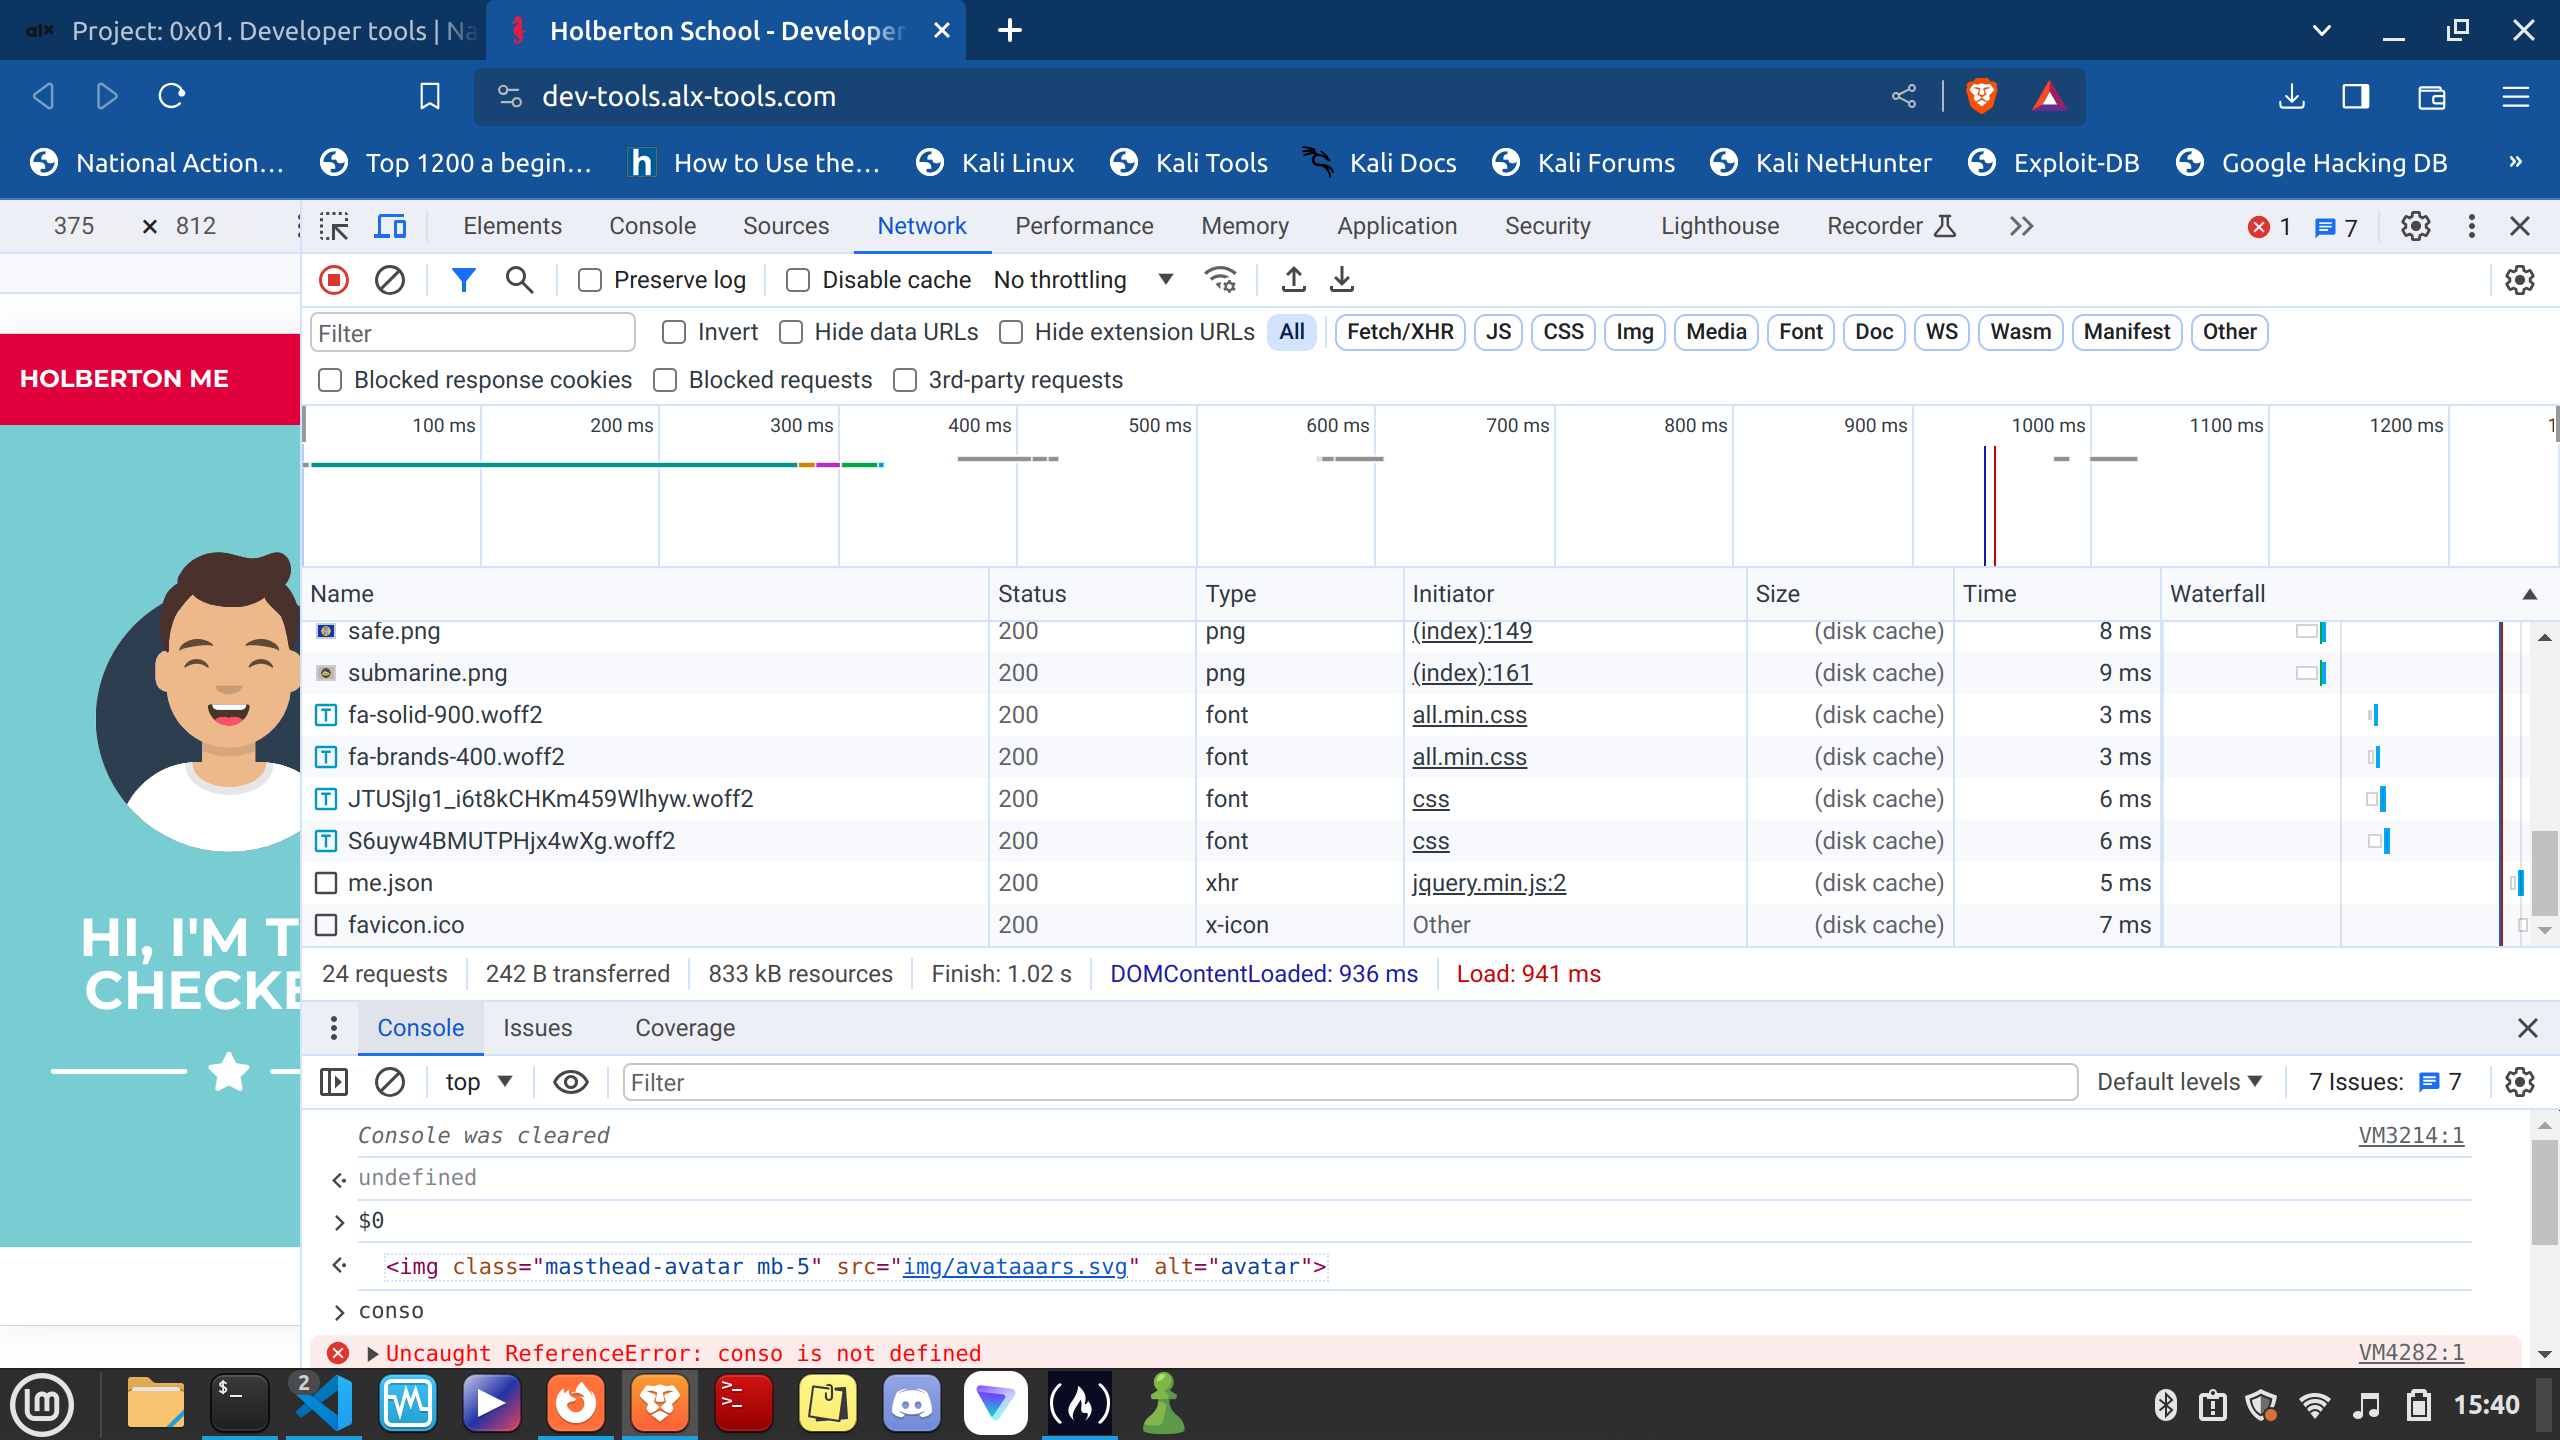 alx Project: 0x01. Developer tools | Na
Holberton School - Developer
dev-tools.alx-tools.com
National Action…
Top 1200 a begin…
How to Use the…
Kali Linux
Kali Tools
Kali Docs
Kali Forums
Kali NetHunter
Exploit-DB
Google Hacking DB
»
375 × 812
Elements Console Sources Network Performance Memory Application Security Lighthouse Recorder 1 7
Preserve log Disable cache No throttling
Filter Invert Hide data URLs Hide extension URLs All Fetch/XHR JS CSS Img Media Font Doc WS Wasm Manifest Other
Blocked response cookies Blocked requests 3rd-party requests
100 ms 200 ms 300 ms 400 ms 500 ms 600 ms 700 ms 800 ms 900 ms 1000 ms 1100 ms 1200 ms
Name Status Type Initiator Size Time Waterfall
safe.png 200 png (index):149 (disk cache) 8 ms
submarine.png 200 png (index):161 (disk cache) 9 ms
fa-solid-900.woff2 200 font all.min.css (disk cache) 3 ms
fa-brands-400.woff2 200 font all.min.css (disk cache) 3 ms
JTUSjIg1_i6t8kCHKm459Wlhyw.woff2 200 font css (disk cache) 6 ms
S6uyw4BMUTPHjx4wXg.woff2 200 font css (disk cache) 6 ms
me.json 200 xhr jquery.min.js:2 (disk cache) 5 ms
favicon.ico 200 x-icon Other (disk cache) 7 ms
24 requests 242 B transferred 833 kB resources Finish: 1.02 s DOMContentLoaded: 936 ms Load: 941 ms
Console Issues Coverage
top Filter Default levels 7 Issues: 7
Console was cleared VM3214:1
undefined
$0
<img class="masthead-avatar mb-5" src="img/avataaars.svg" alt="avatar">
conso
Uncaught ReferenceError: conso is not defined VM4282:1
HOLBERTON ME
HI, I'M T
CHECKE
2
15:40